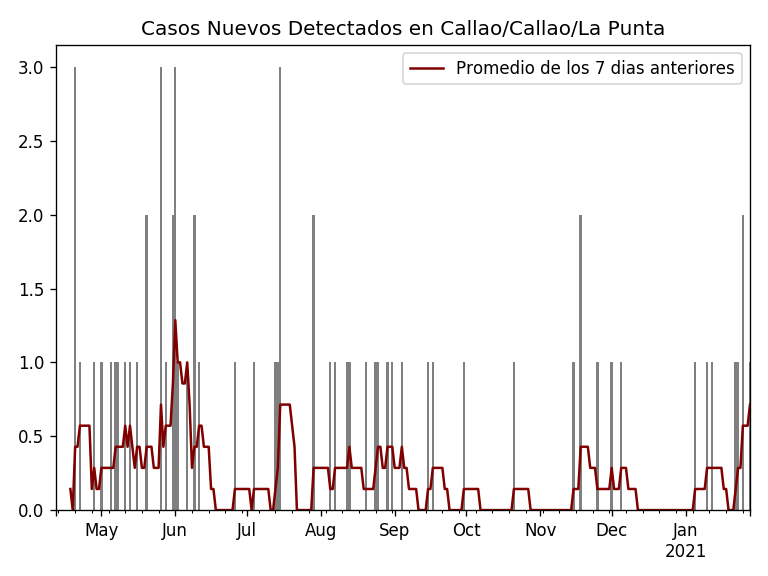 Casos Nuevos Detectados en Callao/Callao/La Punta
Promedio de los 7 dias anteriores
3.0
2.5
2.0
1.5
1.0
0.5
0.0
May Jun Jul Aug Sep Oct Nov Dec Jan
2021